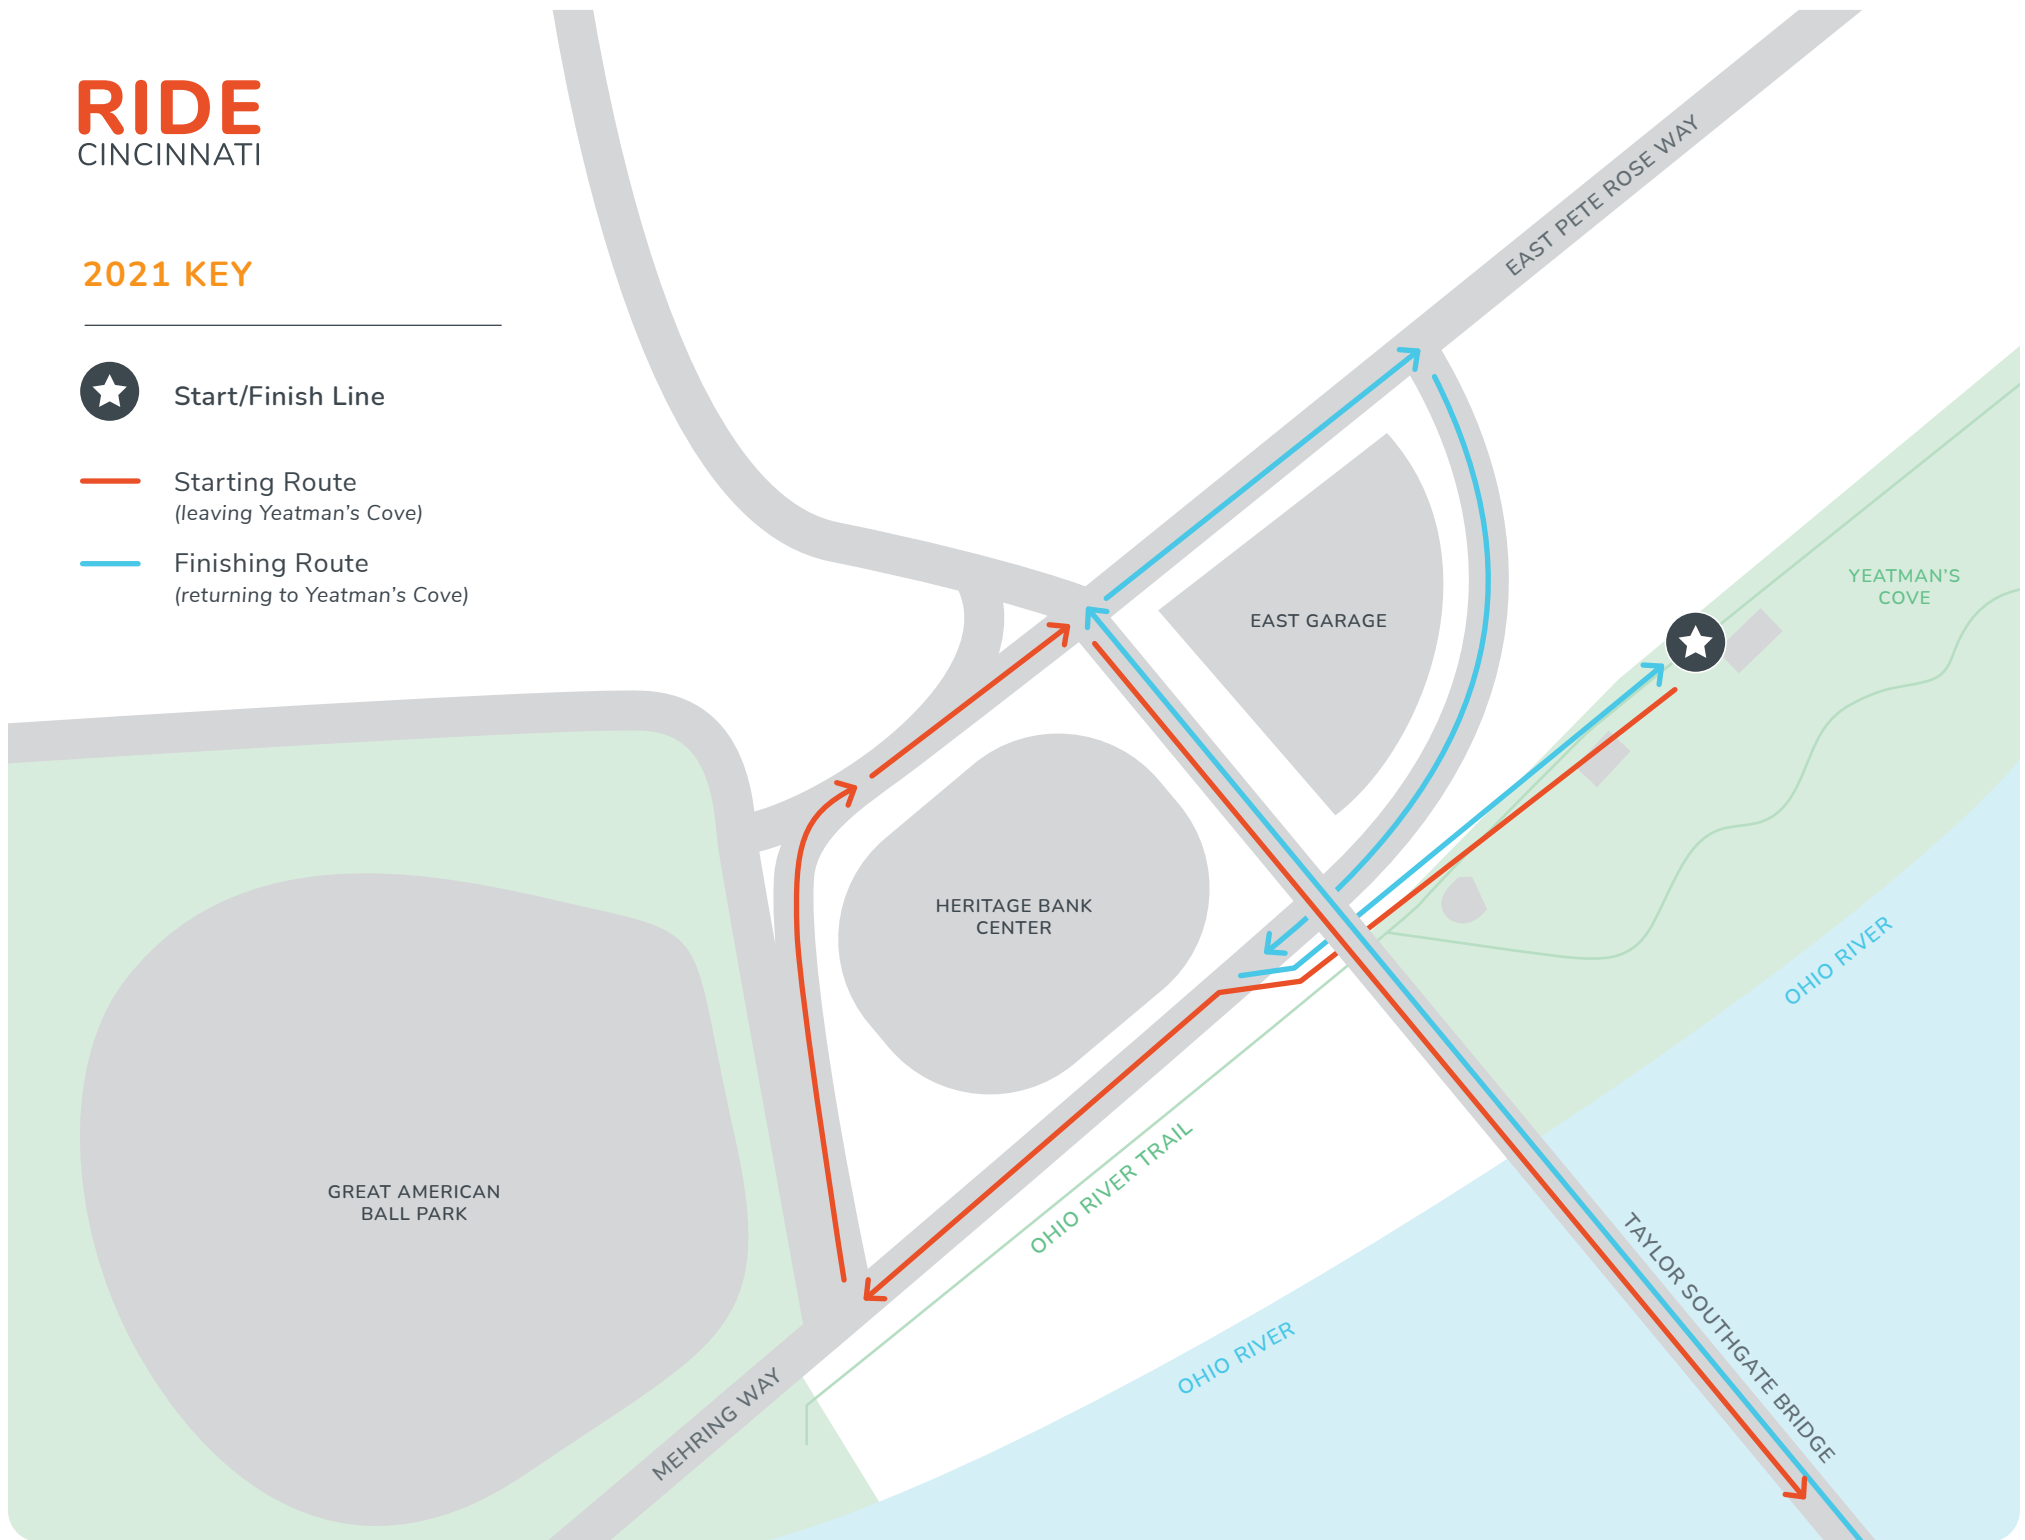 RIDE
CINCINNATI
2021 KEY
Start/Finish Line
Starting Route
(leaving Yeatman’s Cove)
Finishing Route
(returning to Yeatman’s Cove)
EAST PETE ROSE WAY
YEATMAN’S
COVE
EAST GARAGE
HERITAGE BANK
CENTER
OHIO RIVER
GREAT AMERICAN
BALL PARK
OHIO RIVER TRAIL
TAYLOR SOUTHGATE BRIDGE
OHIO RIVER
MEHRING WAY